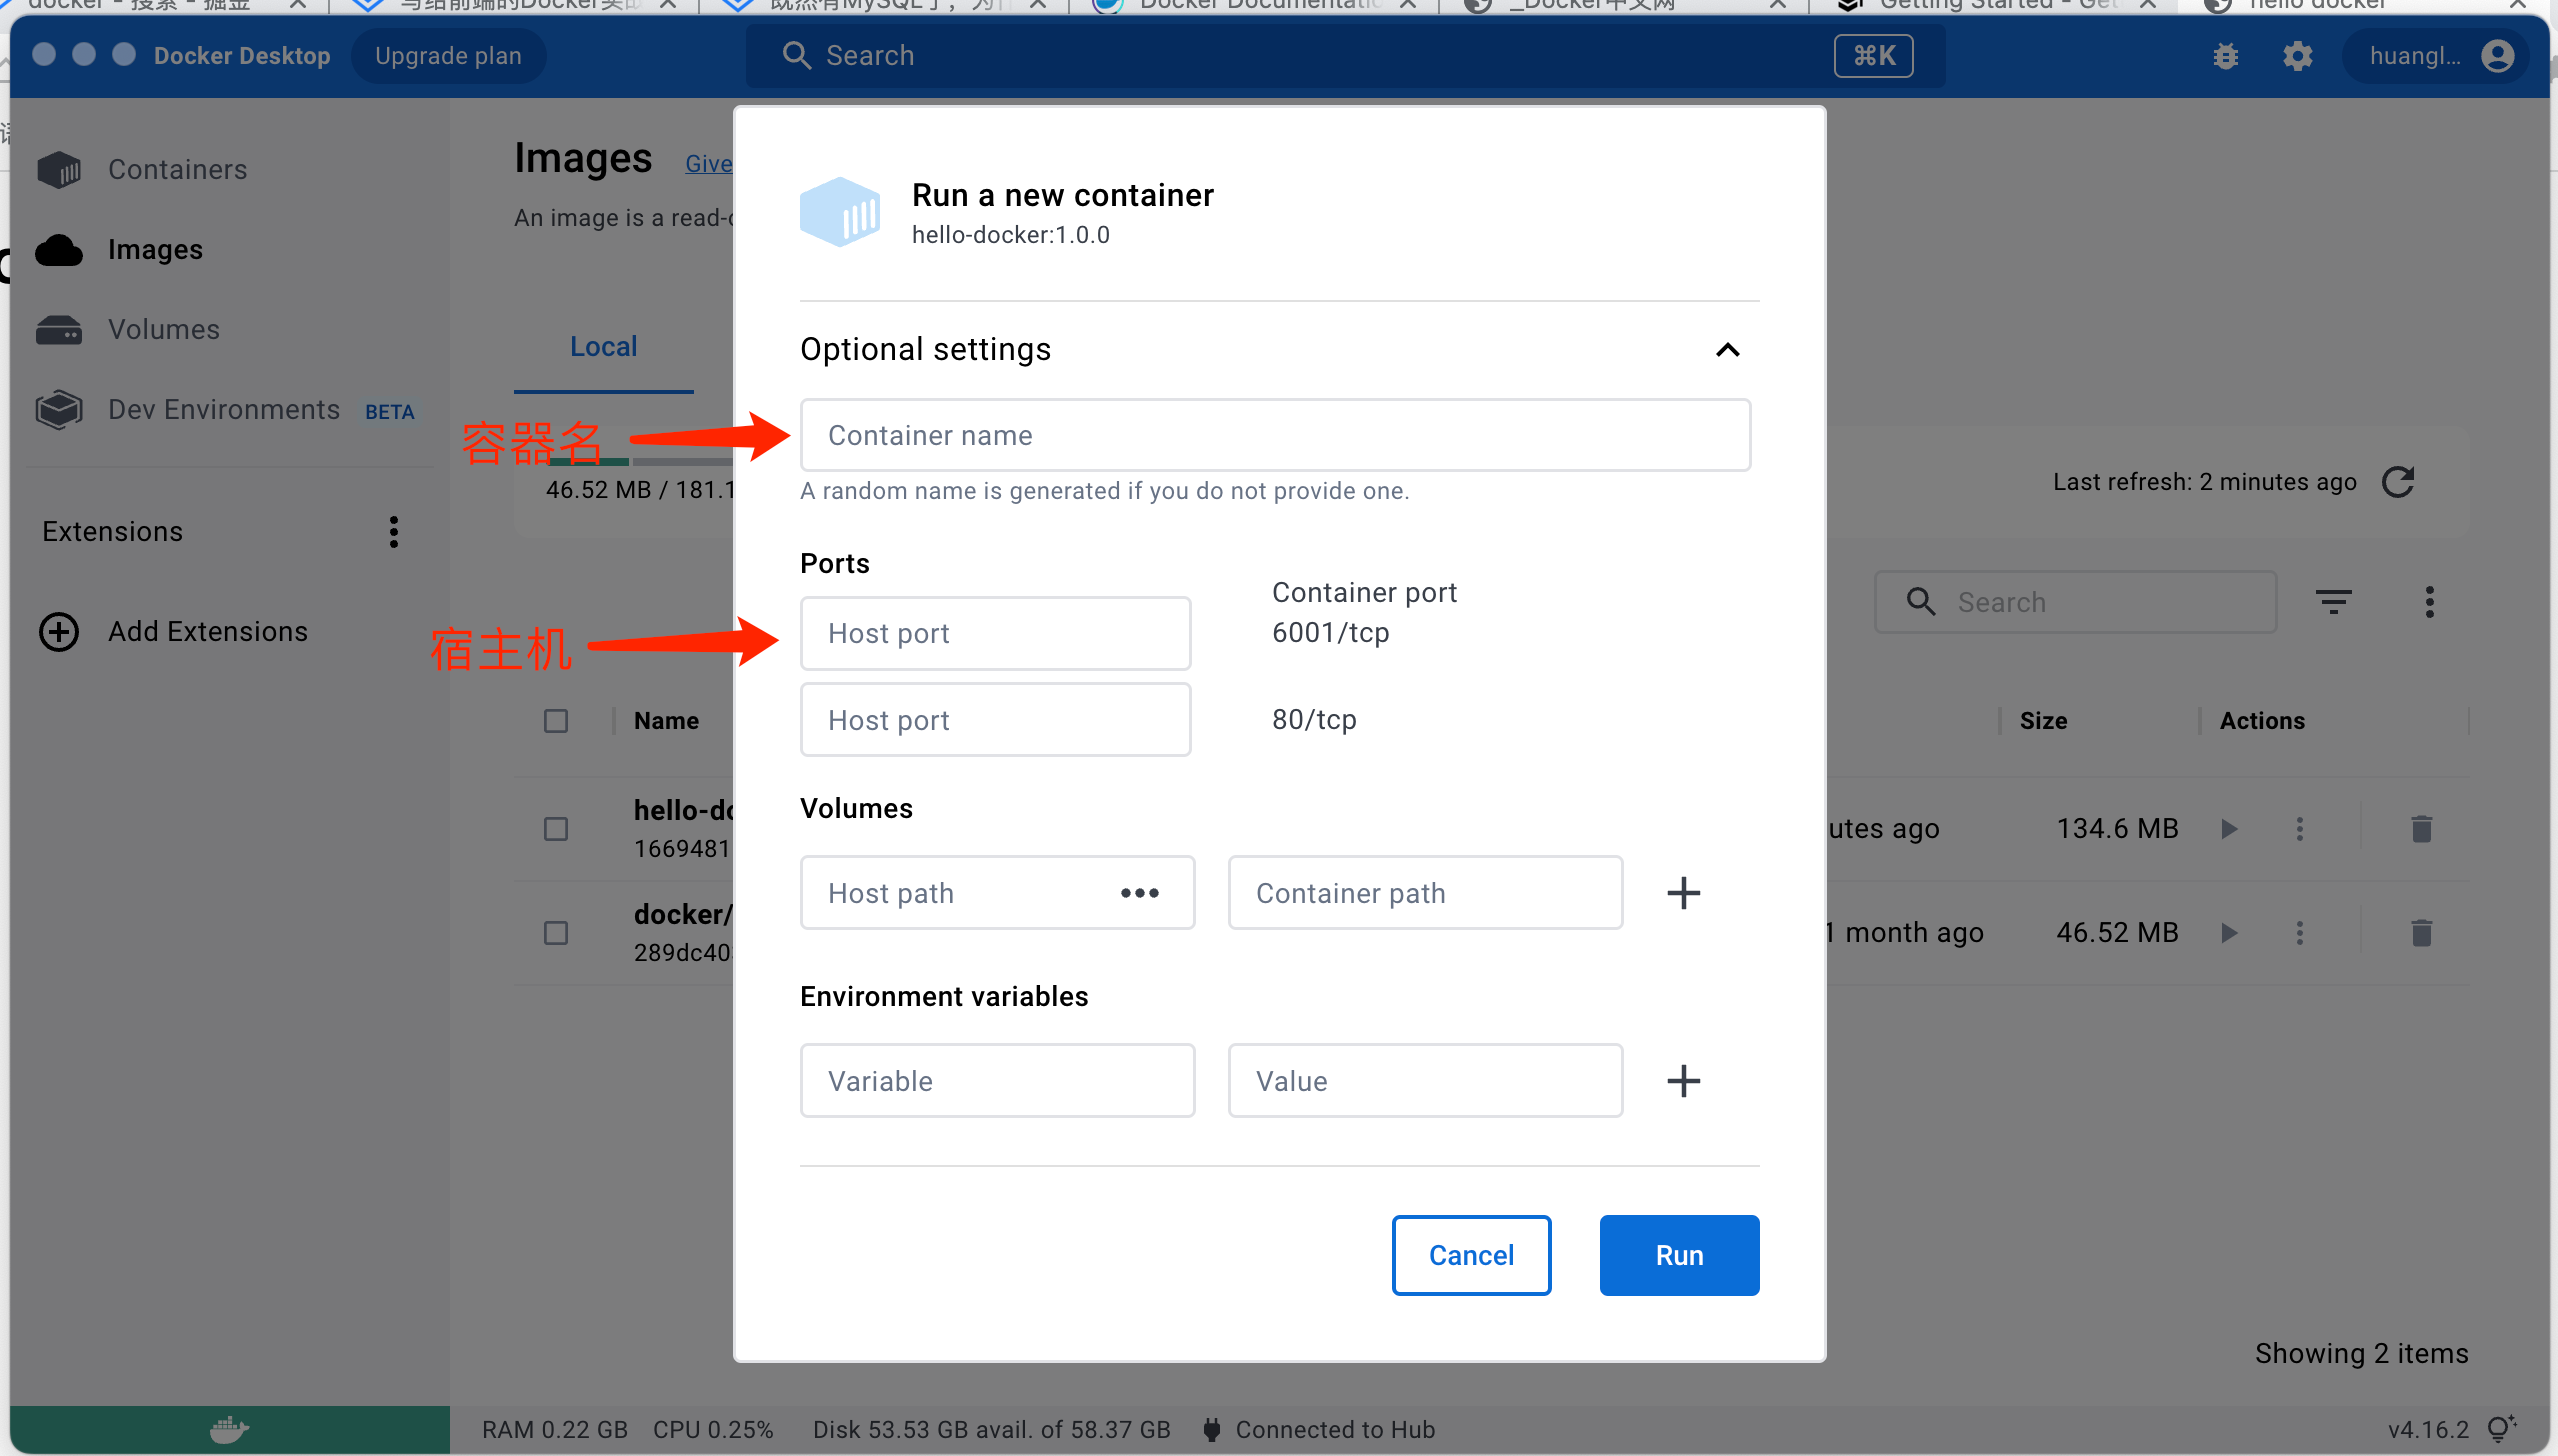 docker - 搜索 - 掘金
写给前端的Docker实战
既然有MySQL了，为什
Docker Documentatic
_Docker中文网
Getting Started - Get
hello docker
Docker Desktop
Upgrade plan
Search
⌘K
huangl...
Containers
Images
Volumes
Dev Environments BETA
Extensions
Add Extensions
Images
Give
An image is a read-
Local
46.52 MB / 181.1
Last refresh: 2 minutes ago
Search
Name
Size
Actions
hello-do
1669481
utes ago
134.6 MB
docker/
289dc40
1 month ago
46.52 MB
Showing 2 items
Run a new container
hello-docker:1.0.0
Optional settings
容器名
Container name
A random name is generated if you do not provide one.
Ports
Container port
宿主机
Host port
6001/tcp
Host port
80/tcp
Volumes
Host path
Container path
Environment variables
Variable
Value
Cancel
Run
RAM 0.22 GB CPU 0.25% Disk 53.53 GB avail. of 58.37 GB Connected to Hub
v4.16.2